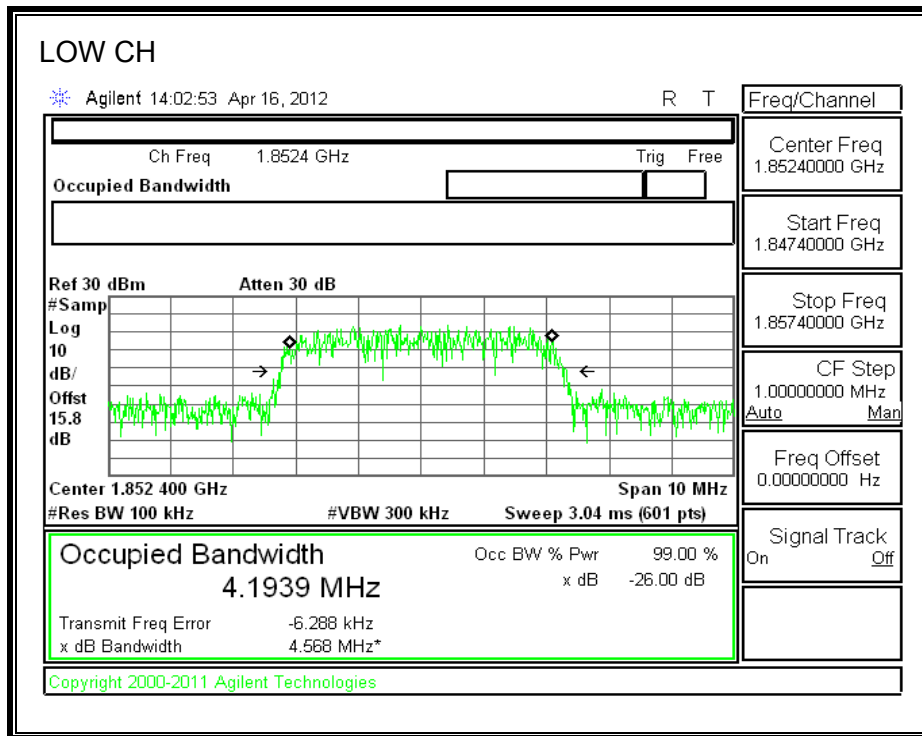 LOW CH
Agilent 14:02:53 Apr 16, 2012 R T
Freq/Channel
Ch Freq 1.8524 GHz Trig Free
Occupied Bandwidth
Center Freq
1.85240000 GHz
Start Freq
1.84740000 GHz
Stop Freq
1.85740000 GHz
CF Step
1.00000000 MHz
Auto Man
Freq Offset
0.00000000 Hz
Signal Track
On Off
Ref 30 dBm Atten 30 dB
#Samp
Log
10
dB/
Offst
15.8
dB
Center 1.852 400 GHz Span 10 MHz
#Res BW 100 kHz #VBW 300 kHz Sweep 3.04 ms (601 pts)
Occupied Bandwidth Occ BW % Pwr 99.00 %
4.1939 MHz x dB -26.00 dB
Transmit Freq Error -6.288 kHz
x dB Bandwidth 4.568 MHz*
Copyright 2000-2011 Agilent Technologies